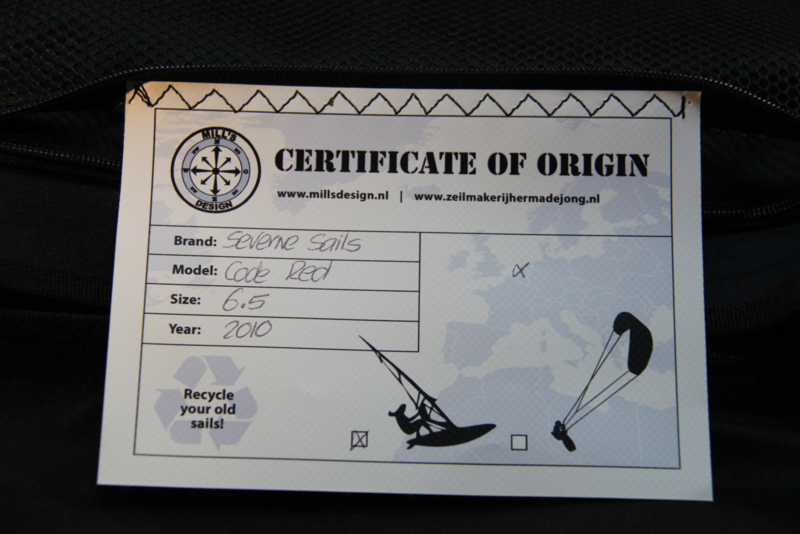 MILL'S
DESIGN
CERTIFICATE OF ORIGIN
www.millsdesign.nl | www.zeilmakerijhermadejong.nl
Brand: Severne Sails
Model: Code Red
Size: 6.5
Year: 2010
x
Recycle
your old
sails!